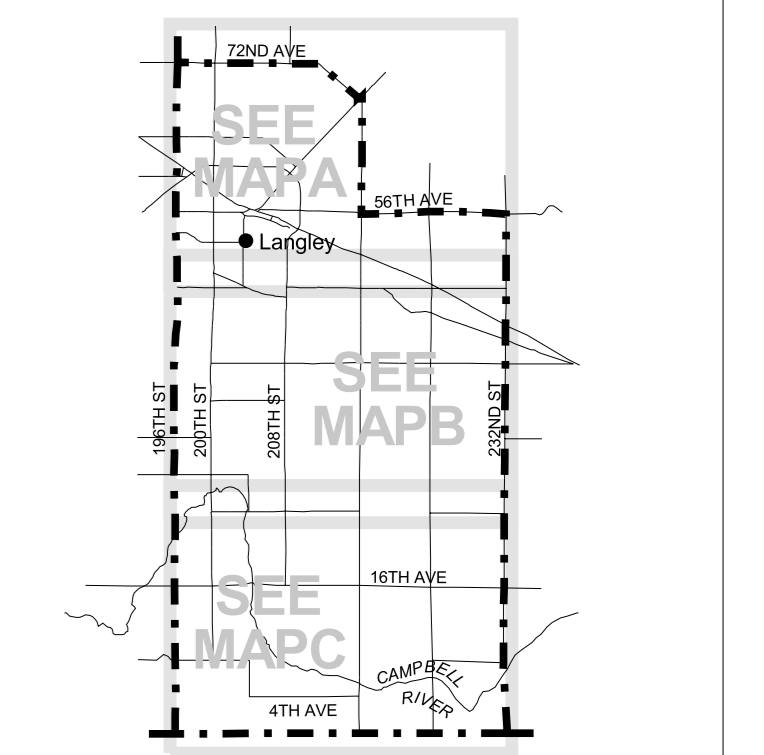 72ND AVE
SEE
MAPA
56TH AVE
Langley
SEE
MAPB
196TH ST
200TH ST
208TH ST
232ND ST
16TH AVE
SEE
MAPC
CAMPBELL
RIVER
4TH AVE